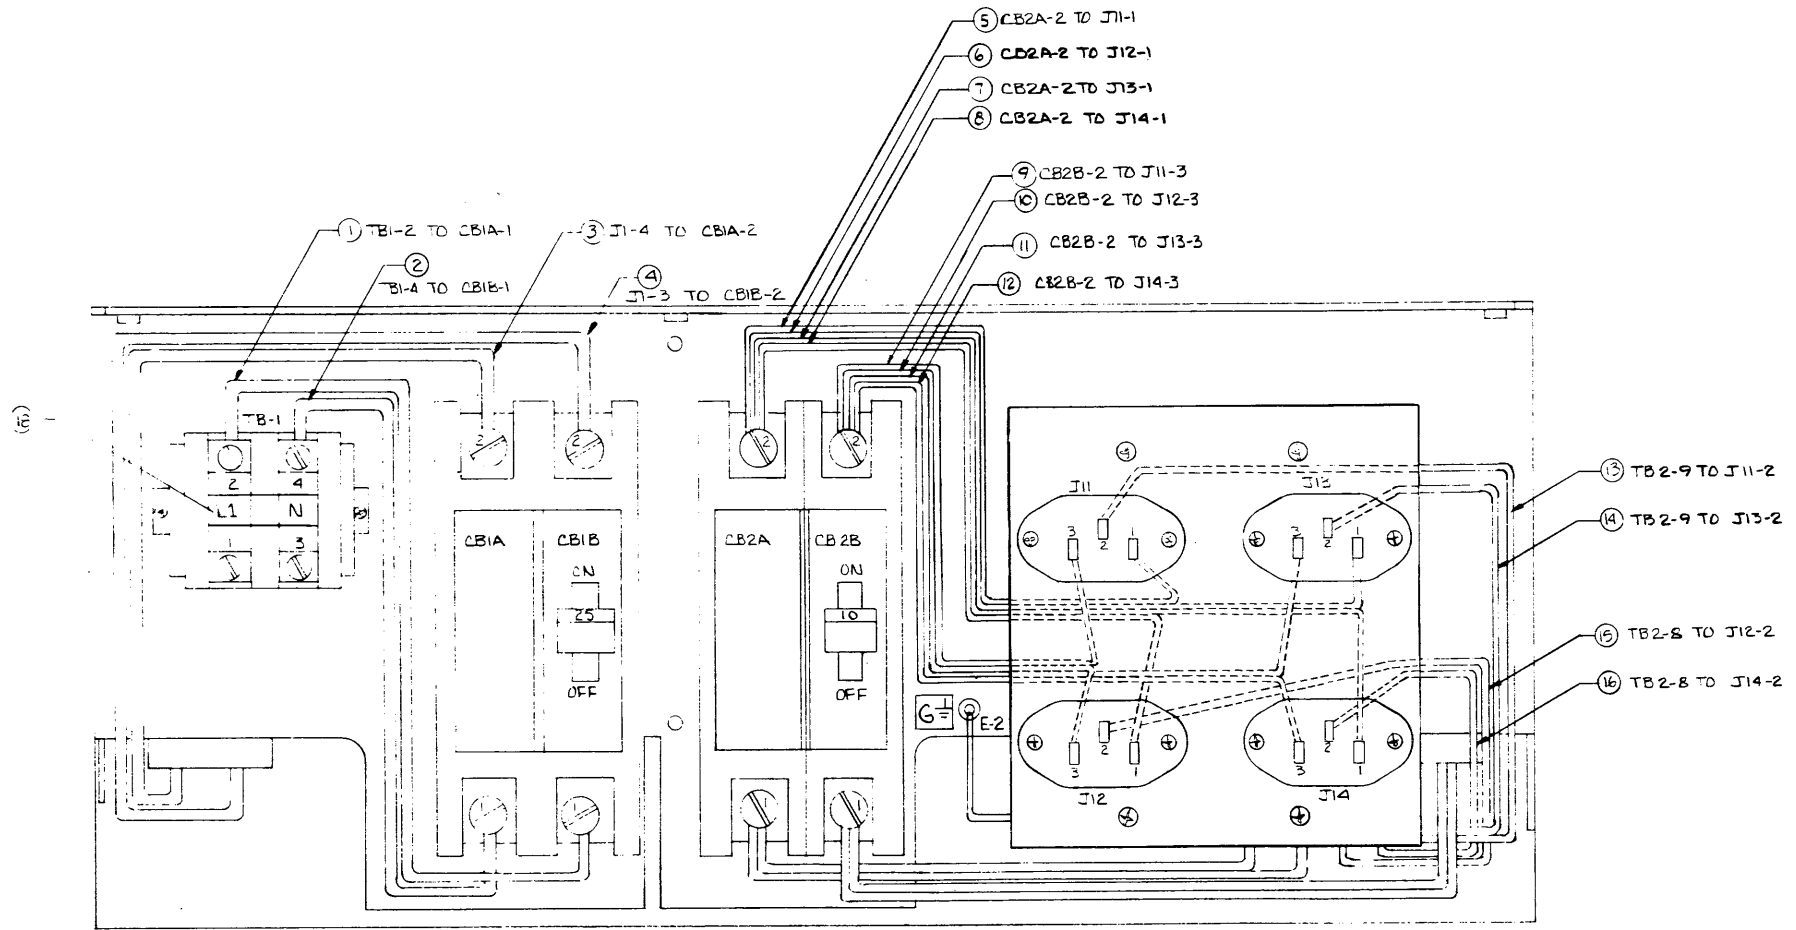 5 CB2A-2 TO J11-1
6 CB2A-2 TO J12-1
7 CB2A-2 TO J13-1
8 CB2A-2 TO J14-1
9 CB2B-2 TO J11-3
10 CB2B-2 TO J12-3
11 CB2B-2 TO J13-3
12 CB2B-2 TO J14-3
1 TB1-2 TO CB1A-1
3 J1-4 TO CB1A-2
2
TB1-4 TO CB1B-1
4
J1-3 TO CB1B-2
TB-1
2 4
L1 N
1 3
2 2 2 2
CB1A CB1B CB2A CB2B
ON
25
OFF
ON
10
OFF
J11 J13
3 2 1 3 2 1
13 TB2-9 TO J11-2
14 TB2-9 TO J13-2
15 TB2-8 TO J12-2
16 TB2-8 TO J14-2
G E-2
3 2 1 3 2 1
J12 J14
1 1 1 1